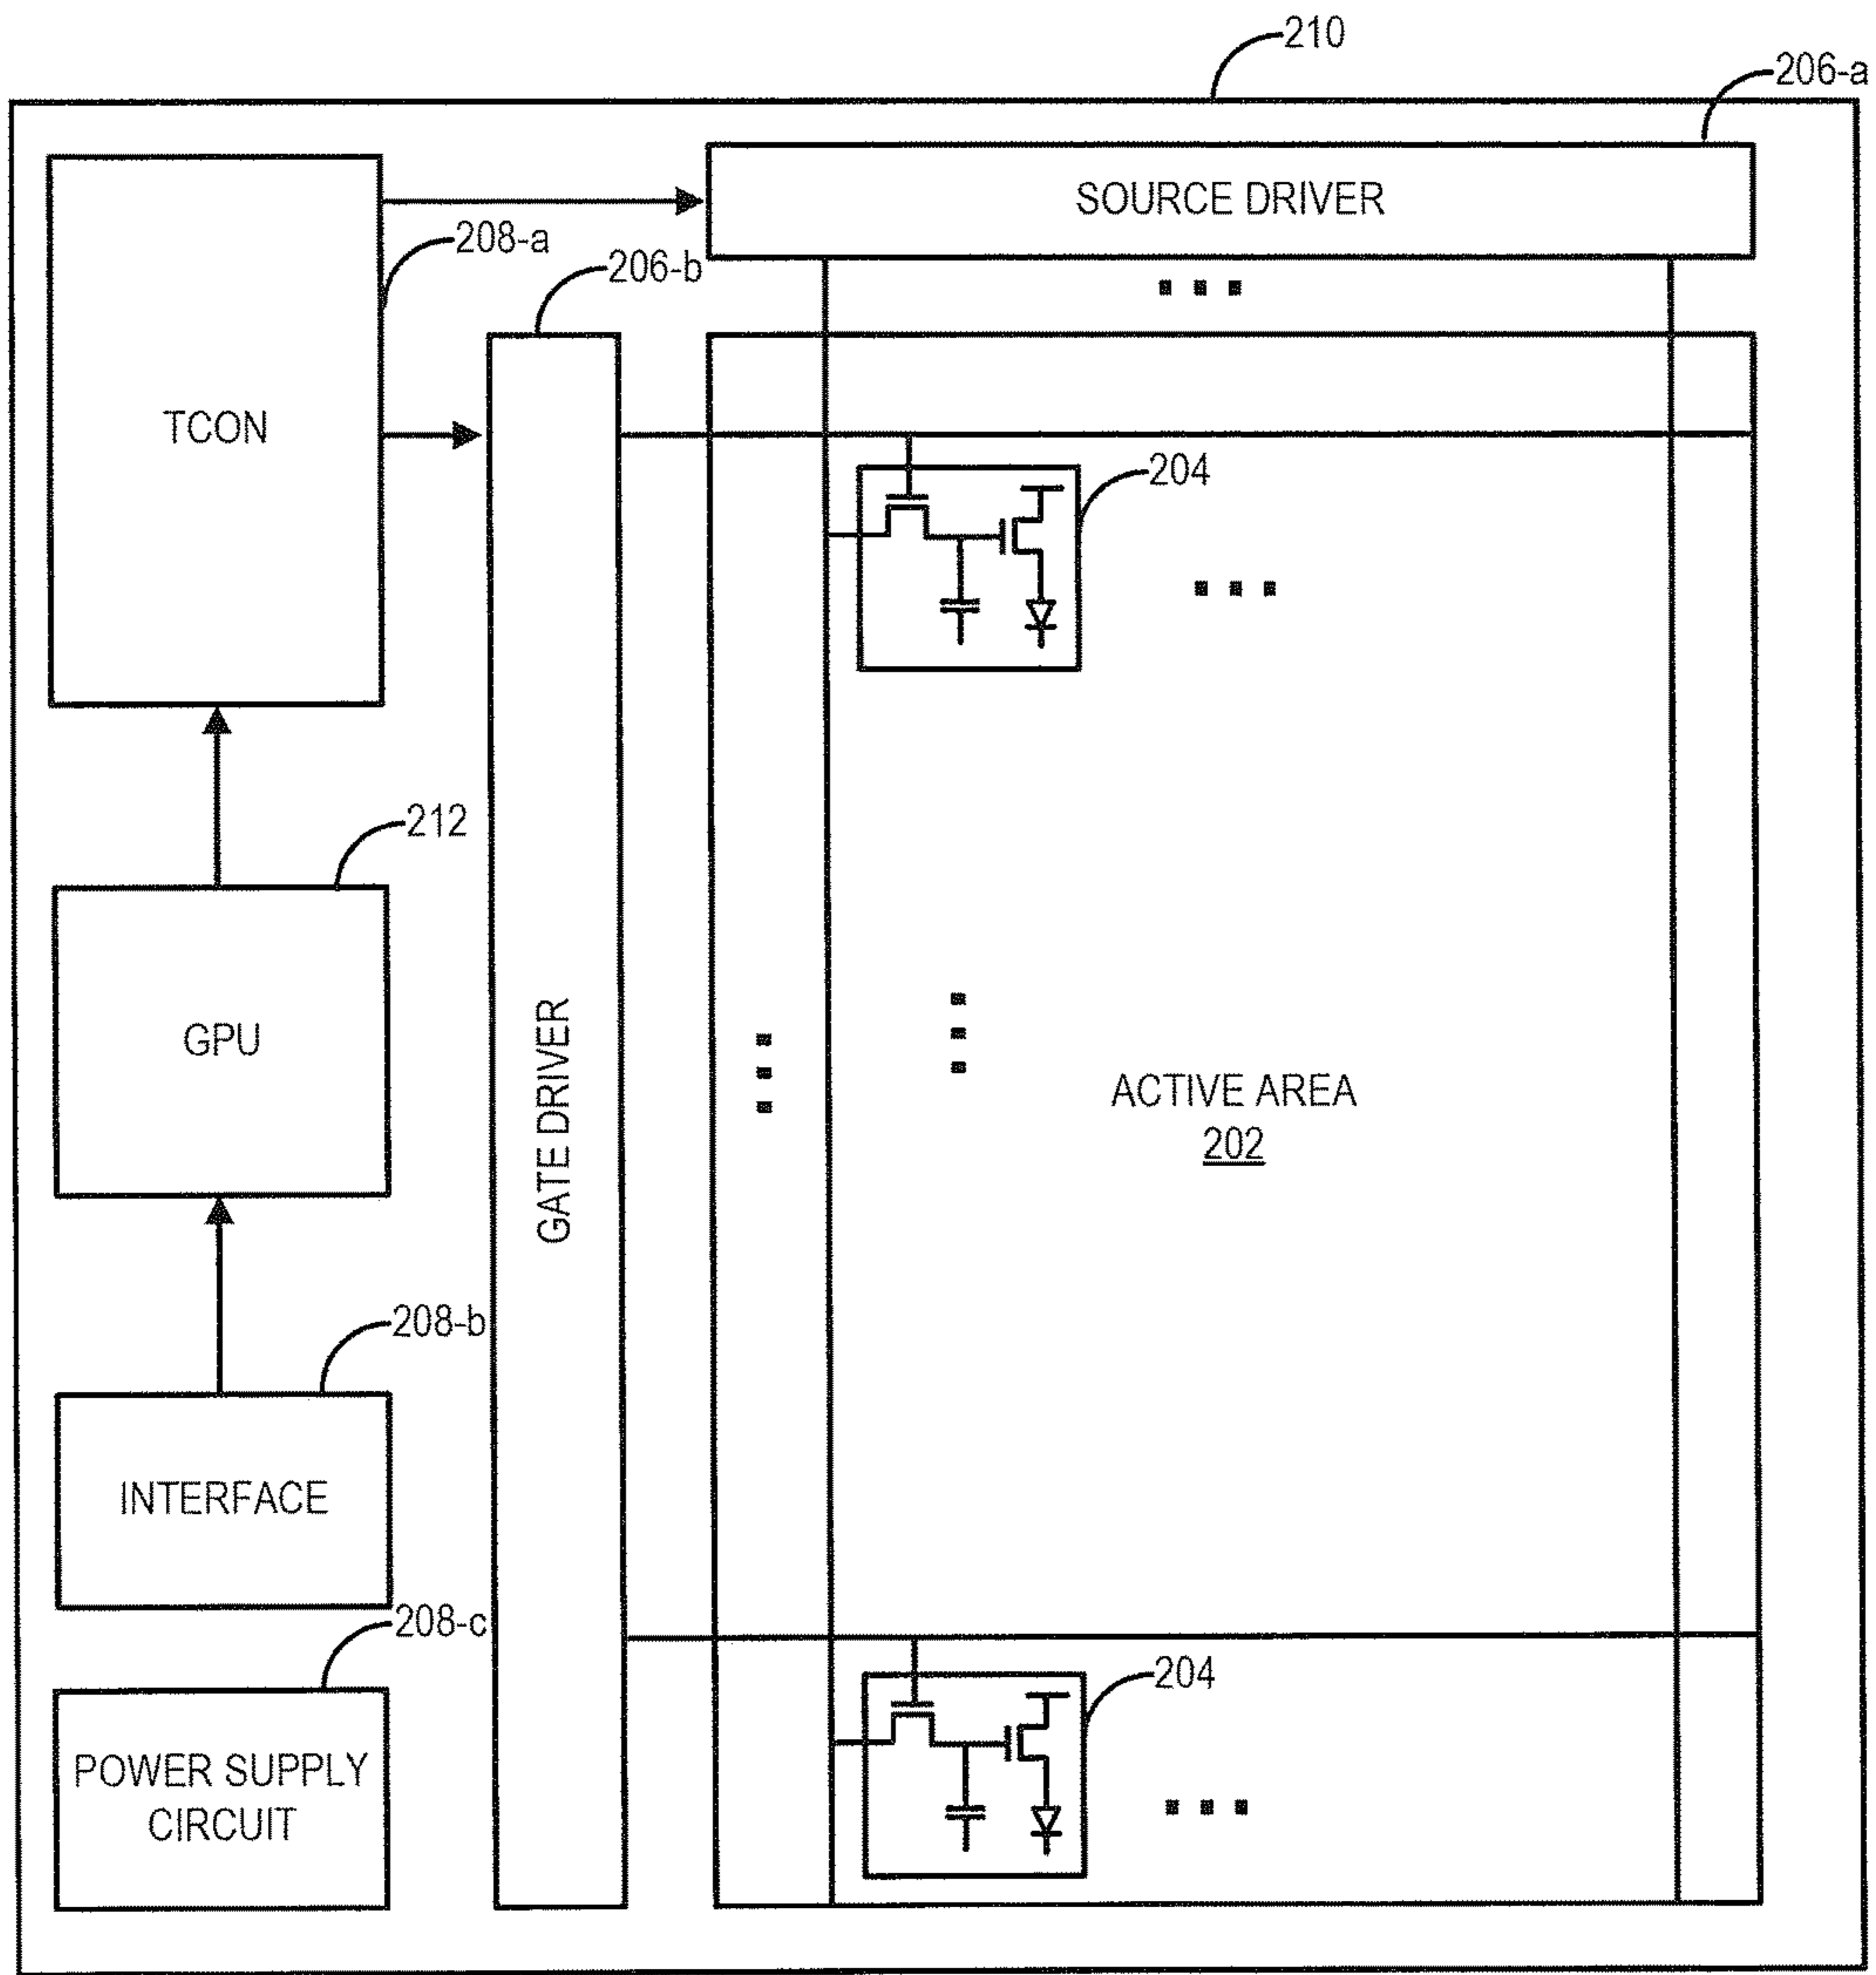 210
206-a
SOURCE DRIVER
208-a
206-b
TCON
204
212
GPU
GATE DRIVER
ACTIVE AREA
202
208-b
INTERFACE
208-c
204
POWER SUPPLY
CIRCUIT